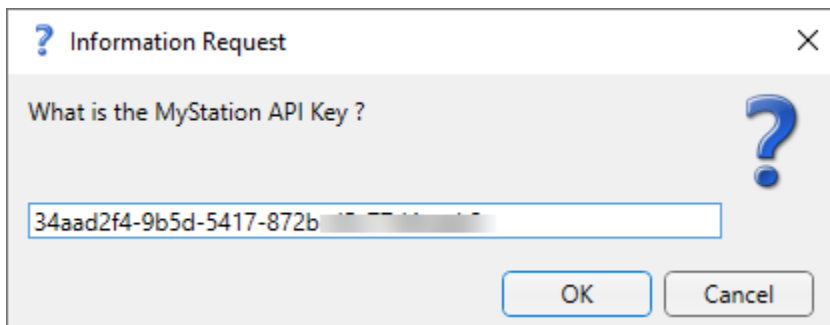 Information Request
What is the MyStation API Key ?
34aad2f4-9b5d-5417-872b
OK
Cancel